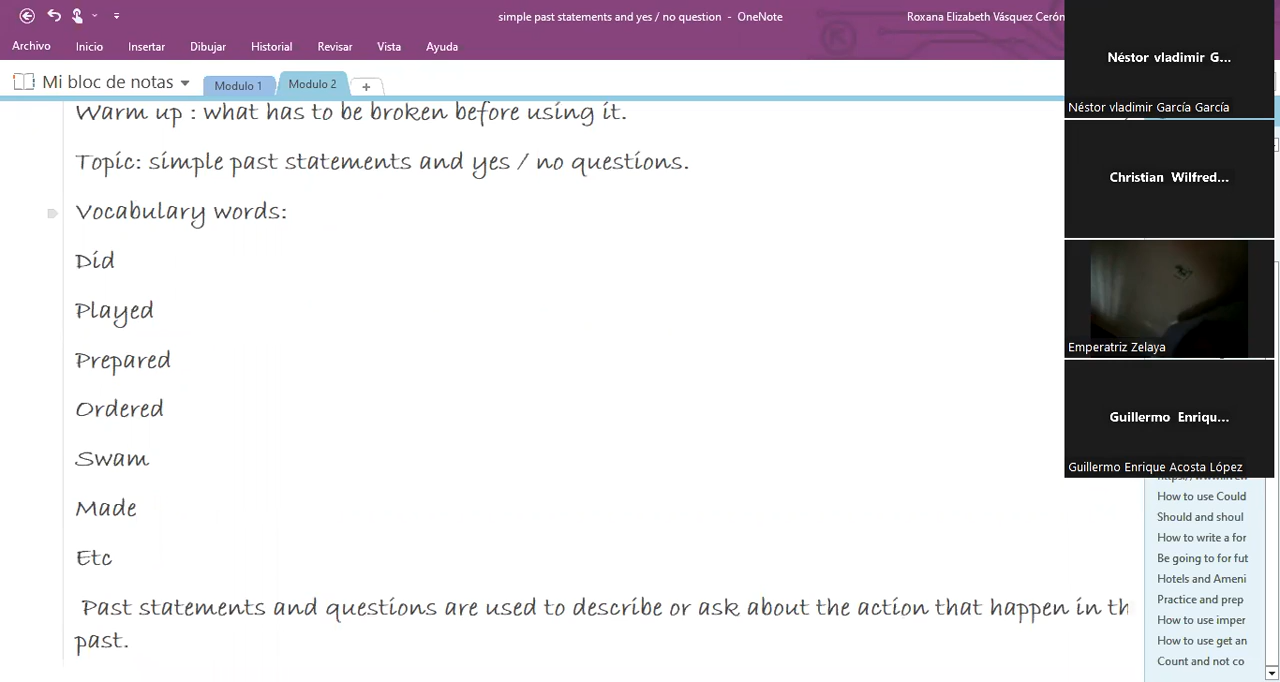 simple past statements and yes / no question - OneNote
Roxana Elizabeth Vásquez Cerón
Archivo Inicio Insertar Dibujar Historial Revisar Vista Ayuda
Mi bloc de notas Modulo 1 Modulo 2 +
Warm up : what has to be broken before using it.
Topic: simple past statements and yes / no questions.
Vocabulary words:
Did
Played
Prepared
Ordered
Swam
Made
Etc
Past statements and questions are used to describe or ask about the action that happen in th
past.
Néstor vladimir G...
Néstor vladimir García García
Christian Wilfred...
Emperatriz Zelaya
Guillermo Enriqu...
Guillermo Enrique Acosta López
How to use Could
Should and shoul
How to write a for
Be going to for fut
Hotels and Ameni
Practice and prep
How to use imper
How to use get an
Count and not co